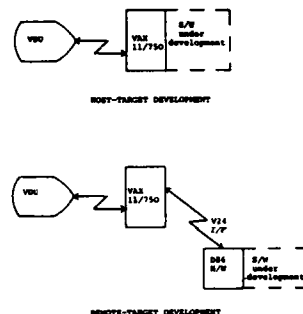 VDU
VAX
11/750
S/W
under
development
HOST-TARGET DEVELOPMENT
VDU
VAX
11/750
V24
I/F
D86
H/W
S/W
under
development
REMOTE-TARGET DEVELOPMENT